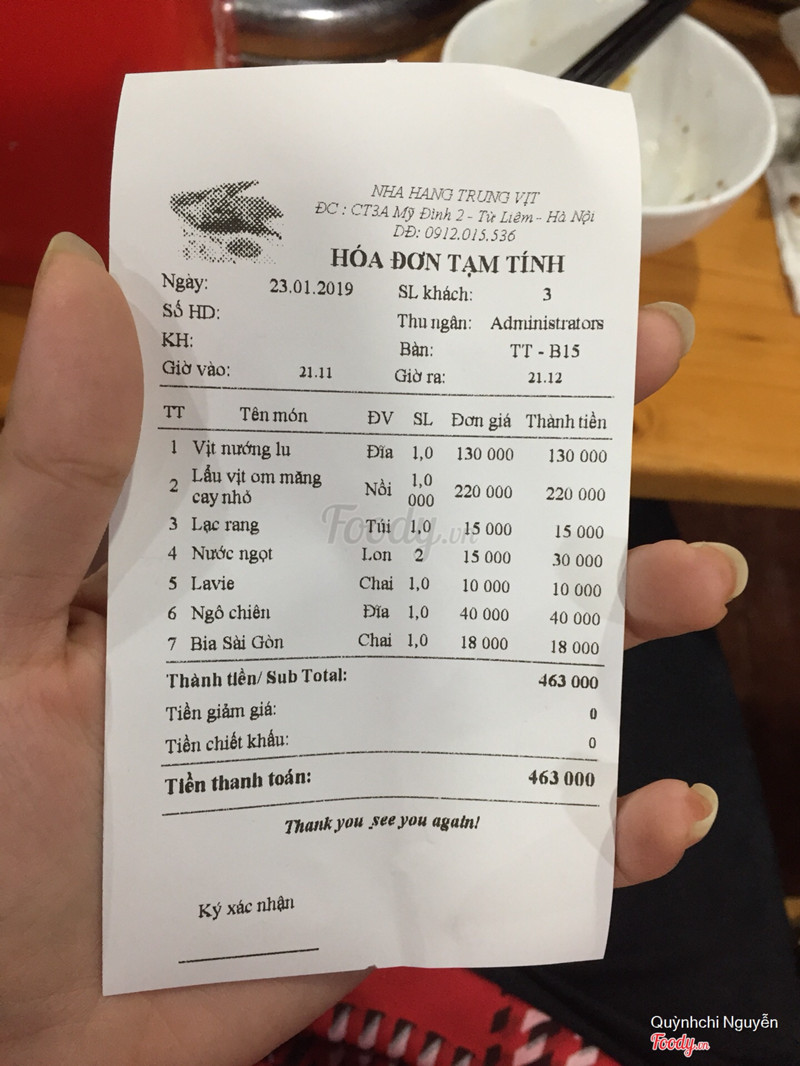 NHA HANG TRUNG VỊT
ĐC : CT3A Mỹ Đình 2 - Từ Liêm - Hà Nội
DĐ: 0912.015.536
HÓA ĐƠN TẠM TÍNH
Ngày: 23.01.2019 SL khách: 3
Số HD: Thu ngân: Administrators
KH: Bàn: TT - B15
Giờ vào: 21.11 Giờ ra: 21.12
TT Tên món ĐV SL Đơn giá Thành tiền
1 Vịt nướng lu Đĩa 1,0 130 000 130 000
2 Lẩu vịt om măng cay nhỏ Nồi 1,0 000 220 000 220 000
3 Lạc rang Túi 1,0 15 000 15 000
4 Nước ngọt Lon 2 15 000 30 000
5 Lavie Chai 1,0 10 000 10 000
6 Ngô chiên Đĩa 1,0 40 000 40 000
7 Bia Sài Gòn Chai 1,0 18 000 18 000
Thành tiền/ Sub Total: 463 000
Tiền giảm giá: 0
Tiền chiết khấu: 0
Tiền thanh toán: 463 000
Thank you see you again!
Ký xác nhận
Foody.vn
Quỳnhchi Nguyễn
Foody.vn